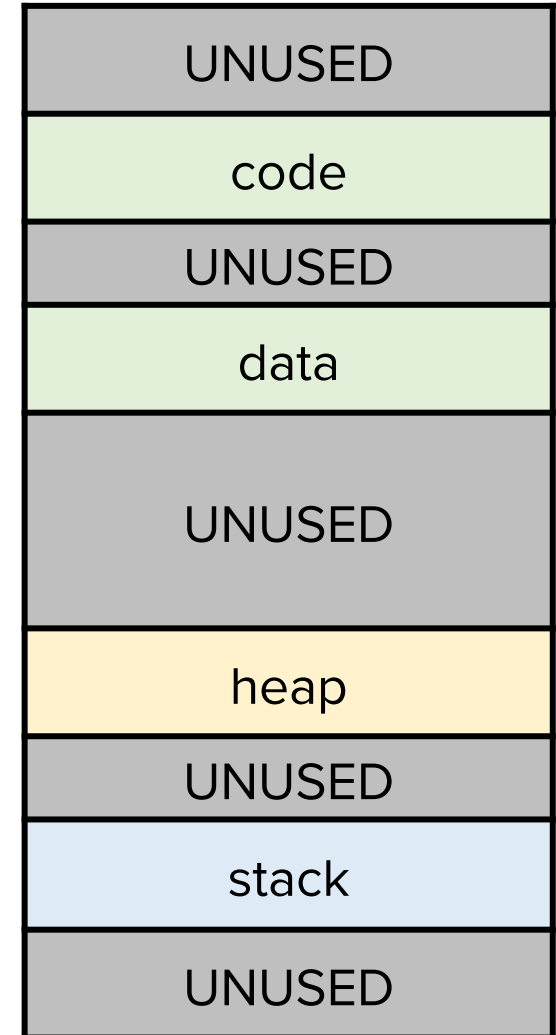 UNUSED
code
UNUSED
data
UNUSED
heap
UNUSED
stack
UNUSED